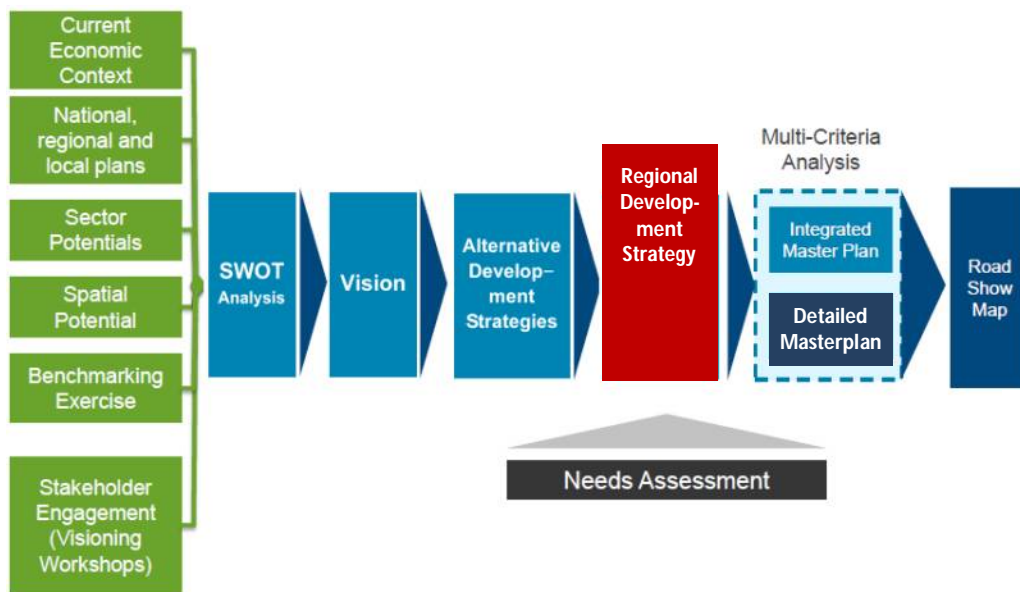 Current
Economic
Context
National,
regional and
local plans
Sector
Potentials
Spatial
Potential
Benchmarking
Exercise
Stakeholder
Engagement
(Visioning
Workshops)
SWOT
Analysis
Vision
Alternative
Develop–
ment
Strategies
Regional
Develop-
ment
Strategy
Multi-Criteria
Analysis
Integrated
Master Plan
Detailed
Masterplan
Road
Show
Map
Needs Assessment